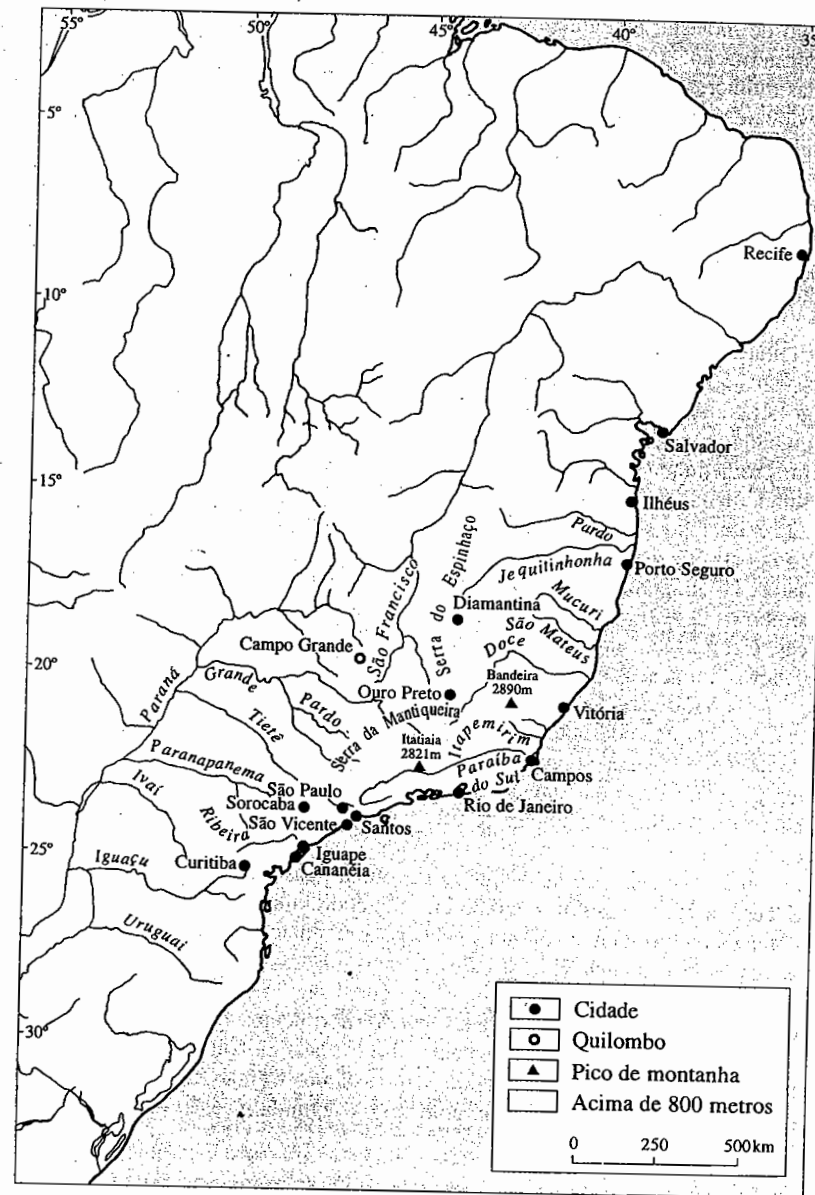 55°
50°
45°
40°
35
5°
Recife
10°
Salvador
15°
Ilhéus
Pardo
Jequitinhonha
Porto Seguro
Serra do Espinhaço
São Francisco
Mucuri
Diamantina
São Mateus
Doce
Campo Grande
20°
Grande
Bandeira
2890m
Paraná
Ouro Preto
Pardo
Vitória
Serra da Mantiqueira
Tietê
Itatiaia
2821m
Itapemirim
Paranapanema
Paraíba
do Sul
Campos
Ivaí
São Paulo
Sorocaba
Rio de Janeiro
Ribeira
São Vicente
Santos
25°
Iguaçu
Curitiba
Iguape
Cananéia
Uruguai
30°
Cidade
Quilombo
Pico de montanha
Acima de 800 metros
0 250 500km